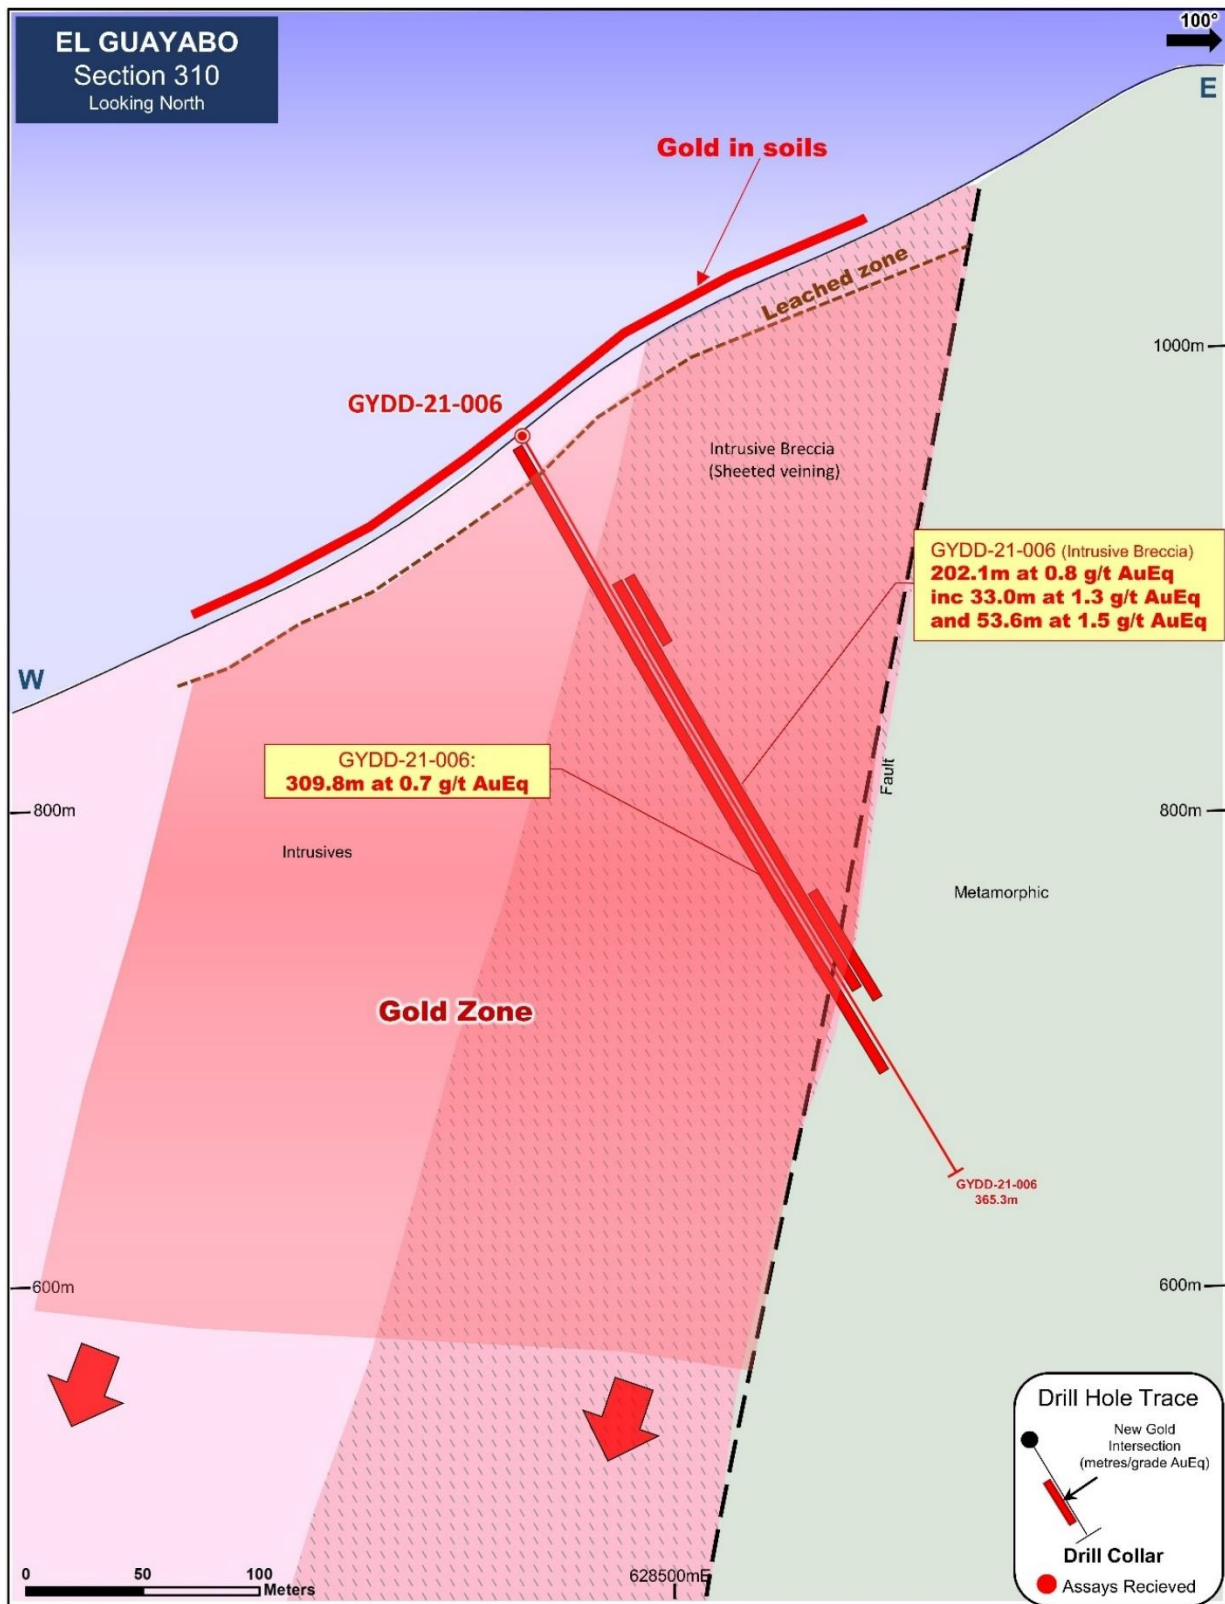 EL GUAYABO
Section 310
Looking North
100°
E
Gold in soils
Leached zone
1000m
GYDD-21-006
Intrusive Breccia
(Sheeted veining)
GYDD-21-006 (Intrusive Breccia)
202.1m at 0.8 g/t AuEq
inc 33.0m at 1.3 g/t AuEq
and 53.6m at 1.5 g/t AuEq
W
GYDD-21-006:
309.8m at 0.7 g/t AuEq
Fault
800m
800m
Intrusives
Metamorphic
Gold Zone
GYDD-21-006
365.3m
600m
600m
Drill Hole Trace
New Gold
Intersection
(metres/grade AuEq)
Drill Collar
Assays Recieved
0 50 100
Meters
628500mE